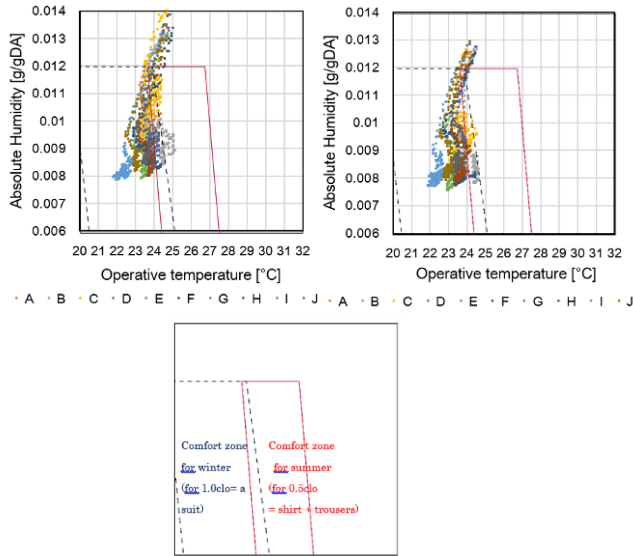 0.014
0.013
0.012
0.011
0.01
0.009
0.008
0.007
0.006
Absolute Humidity [g/gDA]
20 21 22 23 24 25 26 27 28 29 30 31 32
Operative temperature [°C]
A B C D E F G H I J
0.014
0.013
0.012
0.011
0.01
0.009
0.008
0.007
0.006
Absolute Humidity [g/gDA]
20 21 22 23 24 25 26 27 28 29 30 31 32
Operative temperature [°C]
A B C D E F G H I J
Comfort zone
for winter
(for 1.0clo= a
suit)
Comfort zone
for summer
(for 0.5clo
= shirt + trousers)